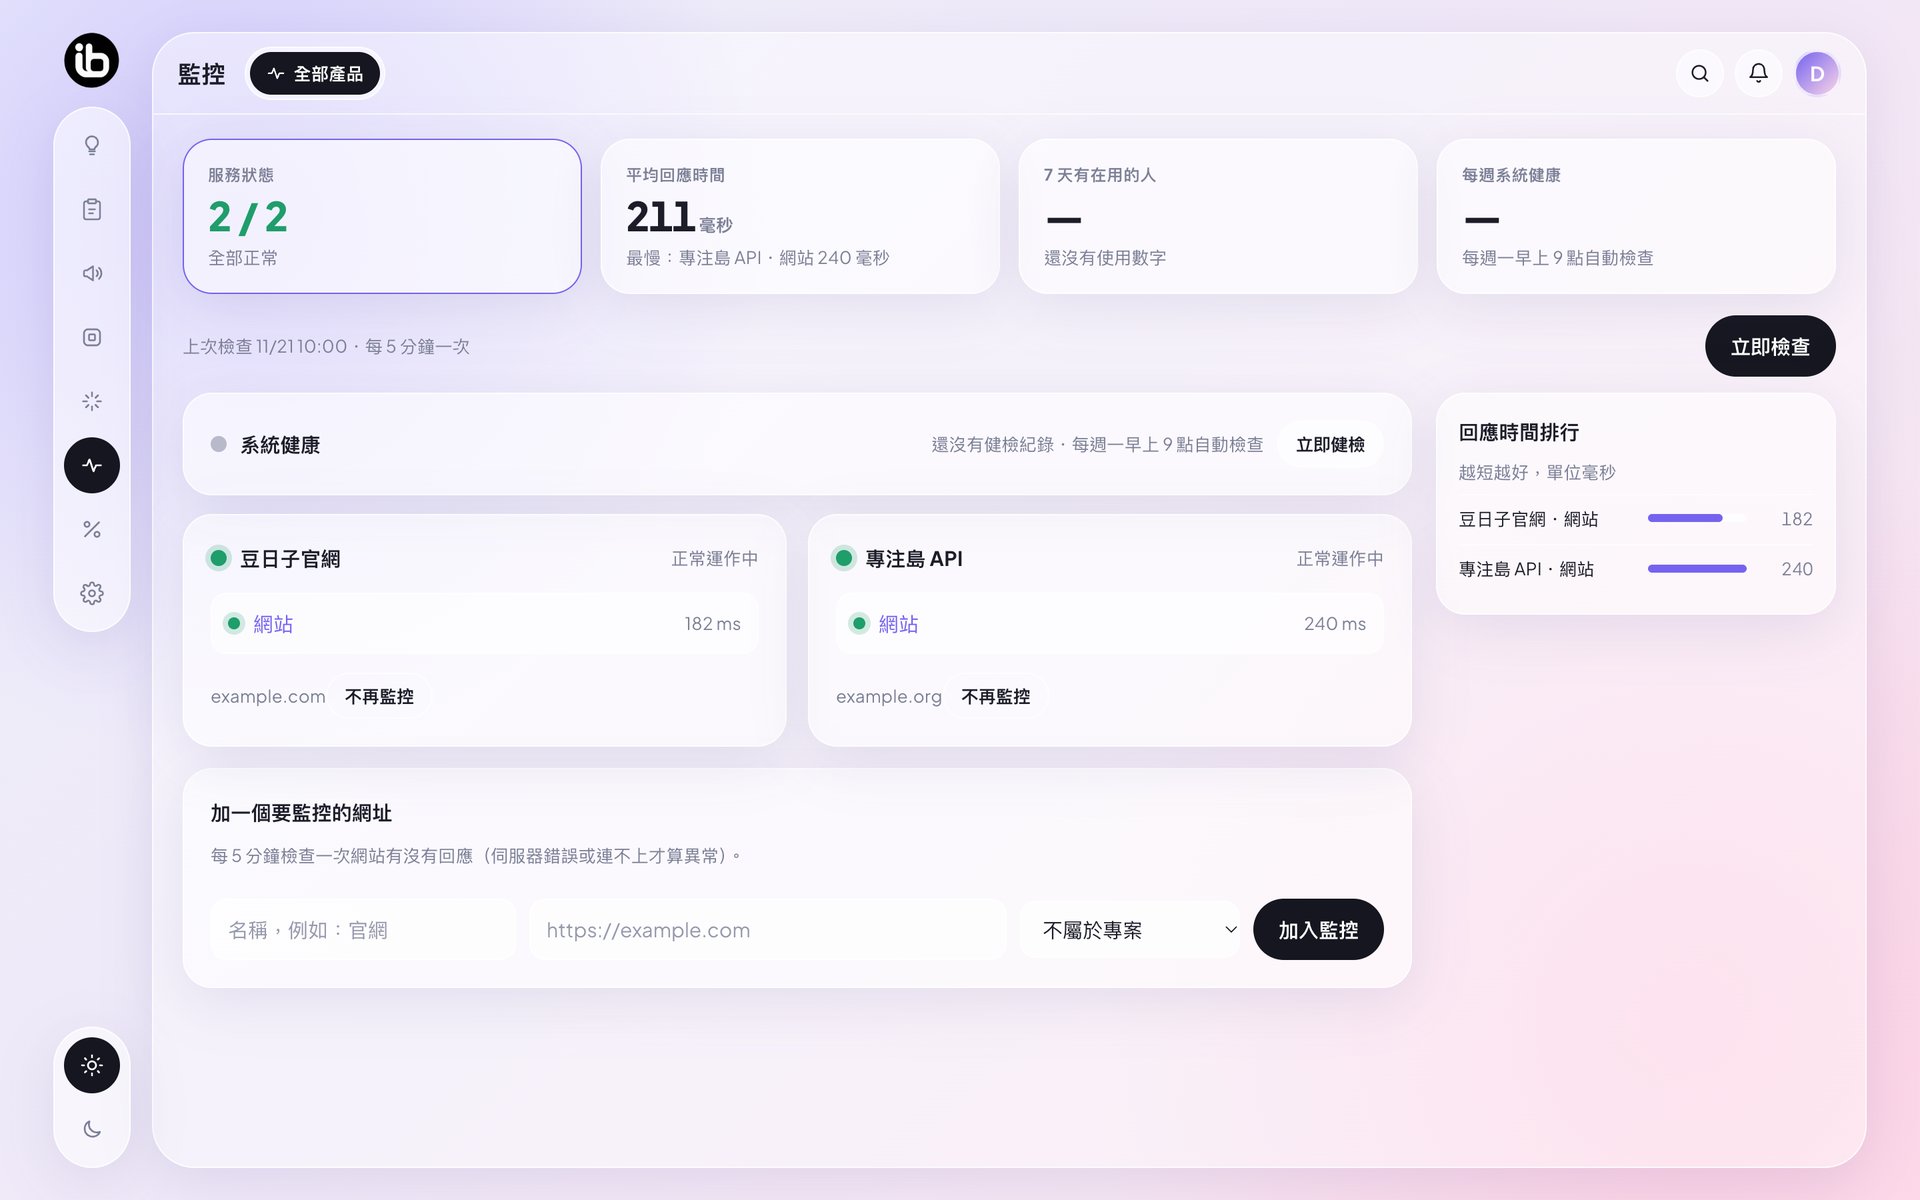 ib
監控
全部產品
D
服務狀態
2 / 2
全部正常
平均回應時間
211 毫秒
最慢：專注島 API · 網站 240 毫秒
7 天有在用的人
—
還沒有使用數字
每週系統健康
—
每週一早上 9 點自動檢查
上次檢查 11/21 10:00 · 每 5 分鐘一次
立即檢查
系統健康
還沒有健檢紀錄 · 每週一早上 9 點自動檢查
立即健檢
豆日子官網
正常運作中
網站
182 ms
example.com
不再監控
專注島 API
正常運作中
網站
240 ms
example.org
不再監控
回應時間排行
越短越好，單位毫秒
豆日子官網 · 網站
182
專注島 API · 網站
240
加一個要監控的網址
每 5 分鐘檢查一次網站有沒有回應（伺服器錯誤或連不上才算異常）。
名稱，例如：官網
https://example.com
不屬於專案
加入監控